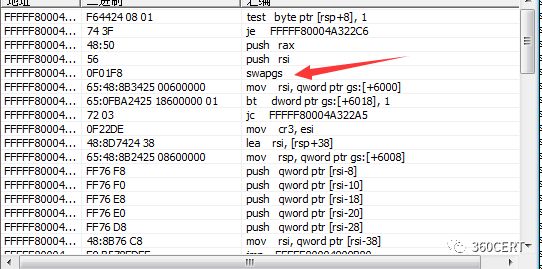 地址 二进制 汇编
FFFFF80004... F64424 08 01 test byte ptr [rsp+8], 1
FFFFF80004... 74 3F je FFFFF80004A322C6
FFFFF80004... 48:50 push rax
FFFFF80004... 56 push rsi
FFFFF80004... 0F01F8 swapgs
FFFFF80004... 65:48:8B3425 00600000 mov rsi, qword ptr gs:[+6000]
FFFFF80004... 65:0FBA2425 18600000 01 bt dword ptr gs:[+6018], 1
FFFFF80004... 72 03 jc FFFFF80004A322A5
FFFFF80004... 0F22DE mov cr3, esi
FFFFF80004... 48:8D7424 38 lea rsi, [rsp+38]
FFFFF80004... 65:48:8B2425 08600000 mov rsp, qword ptr gs:[+6008]
FFFFF80004... FF76 F8 push qword ptr [rsi-8]
FFFFF80004... FF76 F0 push qword ptr [rsi-10]
FFFFF80004... FF76 E8 push qword ptr [rsi-18]
FFFFF80004... FF76 E0 push qword ptr [rsi-20]
FFFFF80004... FF76 D8 push qword ptr [rsi-28]
FFFFF80004... 48:8B76 C8 mov rsi, qword ptr [rsi-38]
360CERT